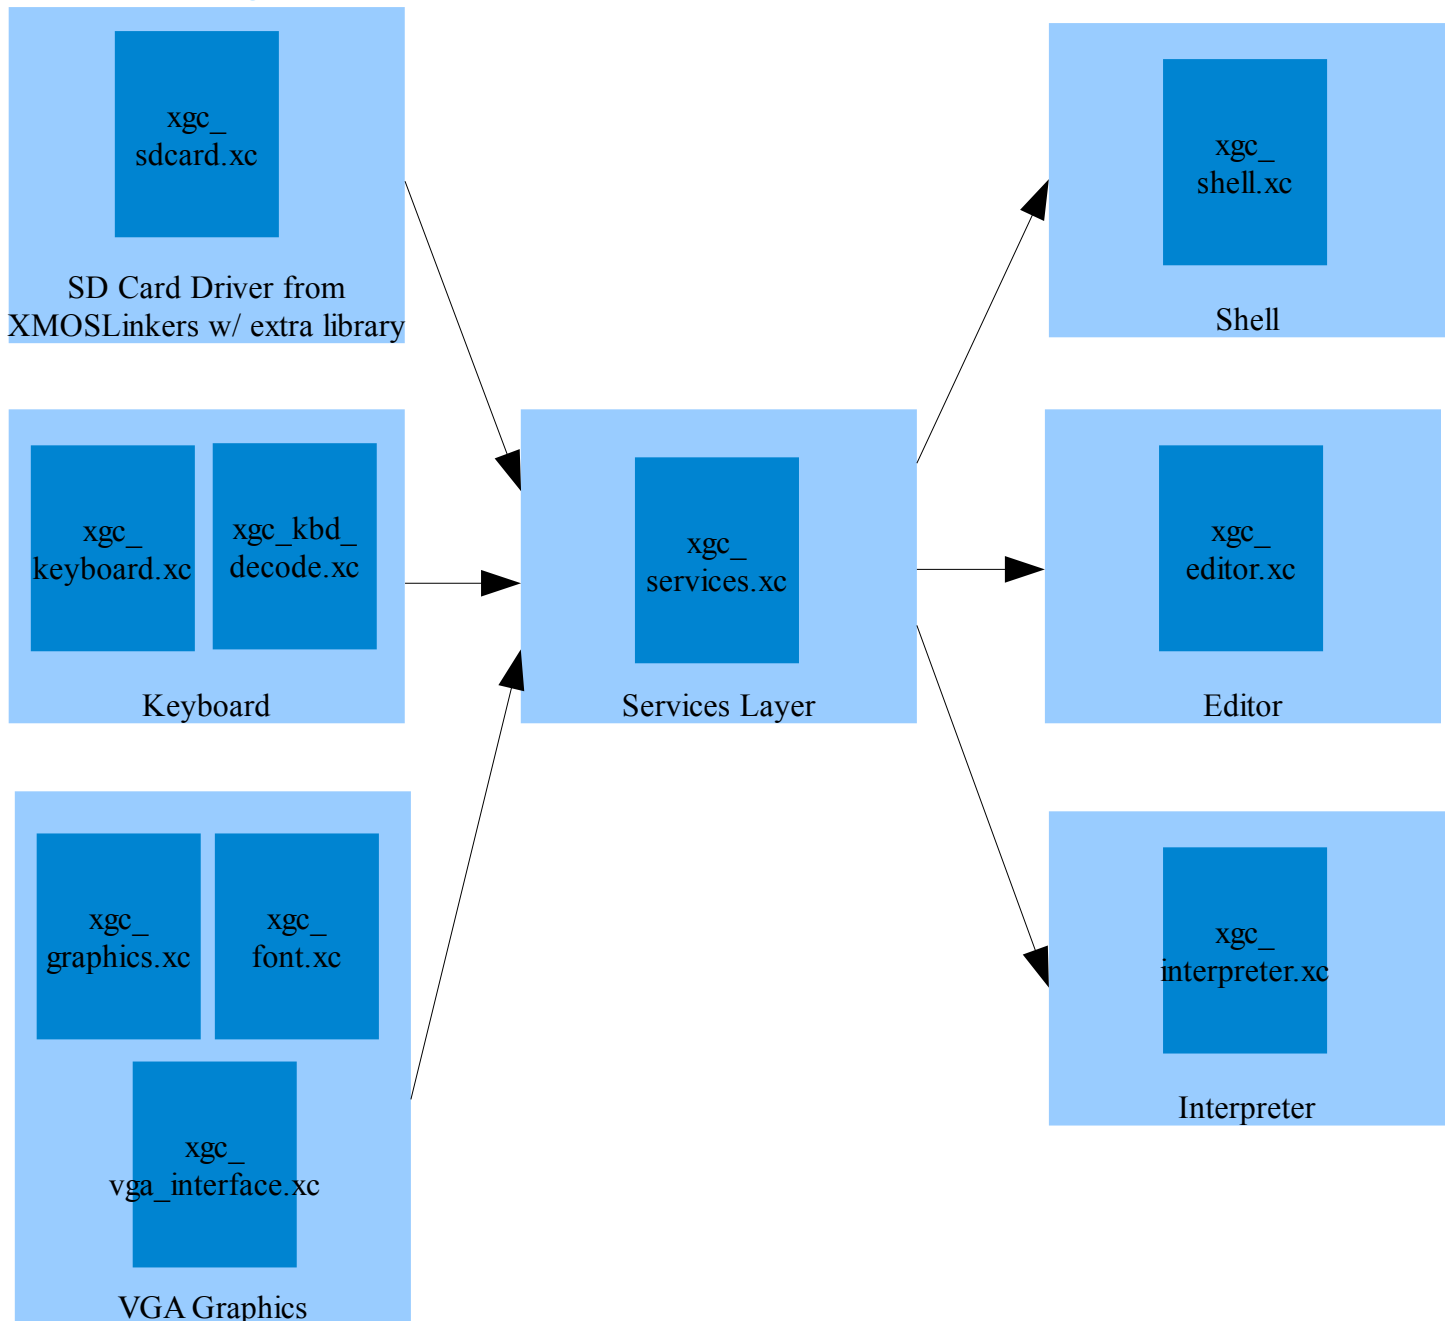 xgc_
sdcard.xc
SD Card Driver from
XMOSLinkers w/ extra library
xgc_
keyboard.xc
xgc_kbd_
decode.xc
Keyboard
xgc_
graphics.xc
xgc_
font.xc
xgc_
vga_interface.xc
VGA Graphics
xgc_
services.xc
Services Layer
xgc_
shell.xc
Shell
xgc_
editor.xc
Editor
xgc_
interpreter.xc
Interpreter